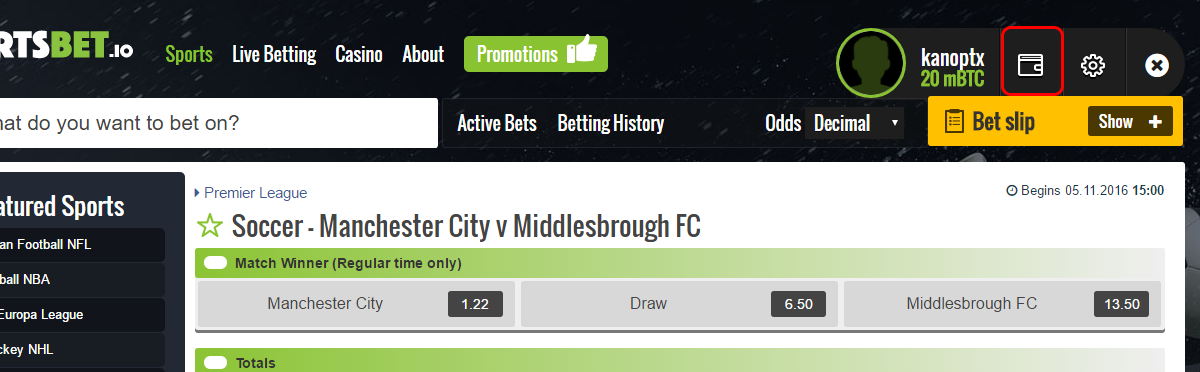 RTSBET.IO
Sports Live Betting Casino About Promotions
kanoptx
20 mBTC
hat do you want to bet on?
Active Bets Betting History Odds Decimal
Bet slip Show +
atured Sports
an Football NFL
ball NBA
Europa League
ckey NHL
Premier League
Begins 05.11.2016 15:00
Soccer - Manchester City v Middlesbrough FC
Match Winner (Regular time only)
Manchester City 1.22 Draw 6.50 Middlesbrough FC 13.50
Totals